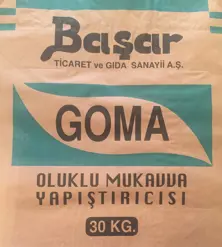 Başar
TİCARET ve GIDA SANAYİİ A.Ş.
GOMA
OLUKLU MUKAVVA
YAPIŞTIRICISI
30 KG.